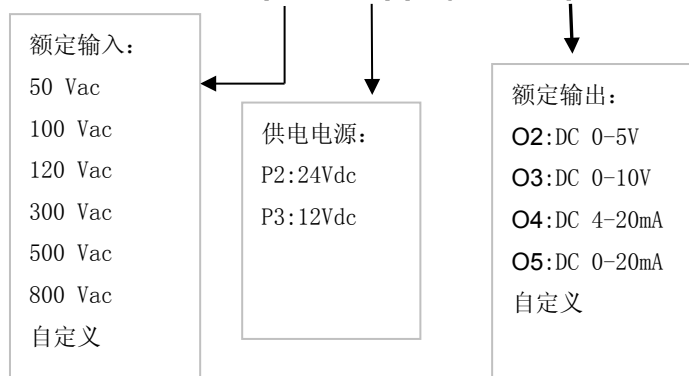 额定输入：
50 Vac
100 Vac
120 Vac
300 Vac
500 Vac
800 Vac
自定义
供电电源：
P2:24Vdc
P3:12Vdc
额定输出：
O2:DC 0-5V
O3:DC 0-10V
O4:DC 4-20mA
O5:DC 0-20mA
自定义